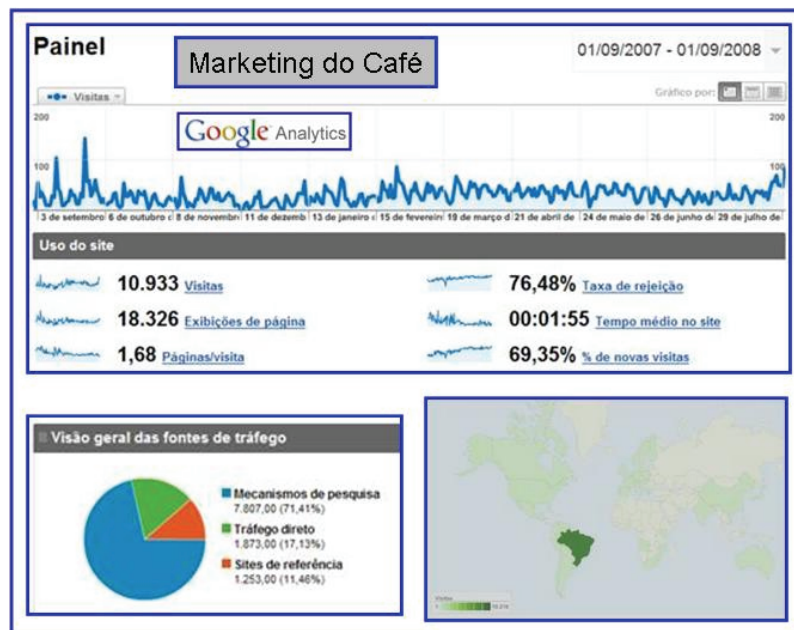 Painel
Marketing do Café
01/09/2007 - 01/09/2008
Visitas
Gráfico por:
Google Analytics
200 200
100 100
3 de setembro 6 de outubro 8 de novembr 11 de dezemb 13 de janeiro 15 de fevereir 19 de março d 21 de abril de 24 de maio de 26 de junho de 29 de julho de
Uso do site
10.933 Visitas
76,48% Taxa de rejeição
18.326 Exibições de página
00:01:55 Tempo médio no site
1,68 Páginas/visita
69,35% % de novas visitas
Visão geral das fontes de tráfego
Mecanismos de pesquisa
7.807,00 (71,41%)
Tráfego direto
1.873,00 (17,13%)
Sites de referência
1.253,00 (11,46%)
Visitas